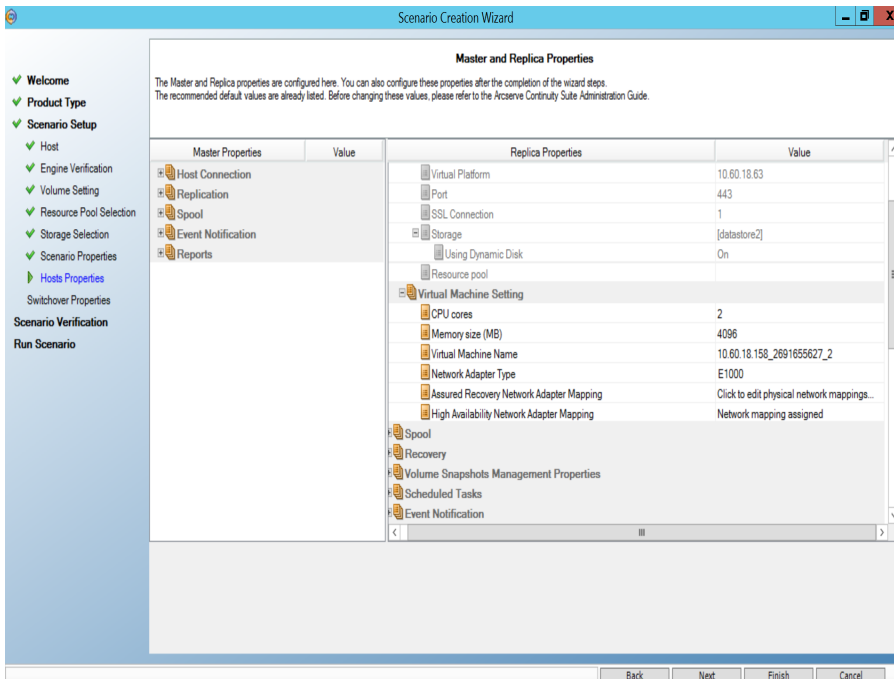 Scenario Creation Wizard
Welcome
Product Type
Scenario Setup
Host
Engine Verification
Volume Setting
Resource Pool Selection
Storage Selection
Scenario Properties
Hosts Properties
Switchover Properties
Scenario Verification
Run Scenario
Master and Replica Properties
The Master and Replica properties are configured here. You can also configure these properties after the completion of the wizard steps.
The recommended default values are already listed. Before changing these values, please refer to the Arcserve Continuity Suite Administration Guide.
Master Properties Value
Host Connection
Replication
Spool
Event Notification
Reports
Replica Properties Value
Virtual Platform 10.60.18.63
Port 443
SSL Connection 1
Storage [datastore2]
Using Dynamic Disk On
Resource pool
Virtual Machine Setting
CPU cores 2
Memory size (MB) 4096
Virtual Machine Name 10.60.18.158_2691655627_2
Network Adapter Type E1000
Assured Recovery Network Adapter Mapping Click to edit physical network mappings...
High Availability Network Adapter Mapping Network mapping assigned
Spool
Recovery
Volume Snapshots Management Properties
Scheduled Tasks
Event Notification
Back Next Finish Cancel